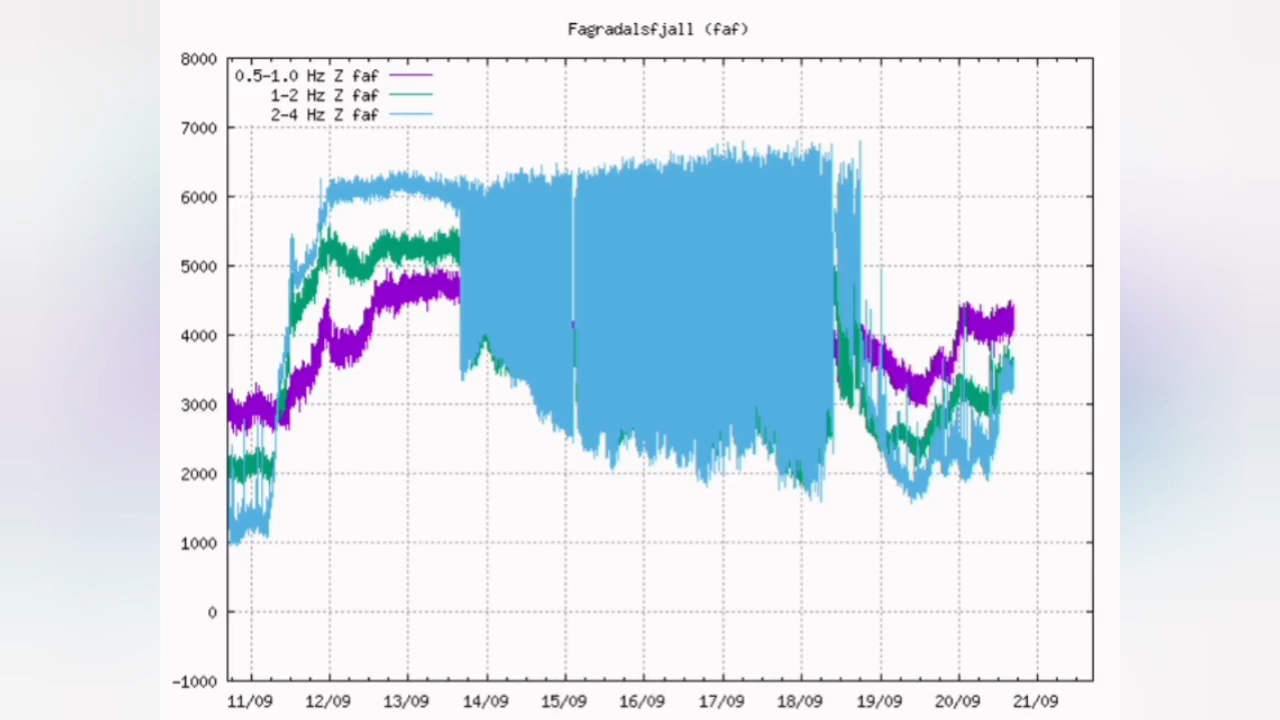 Fagradalsfjall (faf)
8000
0.5-1.0 Hz Z faf
1-2 Hz Z faf
2-4 Hz Z faf
7000
6000
5000
4000
3000
2000
1000
0
-1000
11/09 12/09 13/09 14/09 15/09 16/09 17/09 18/09 19/09 20/09 21/09